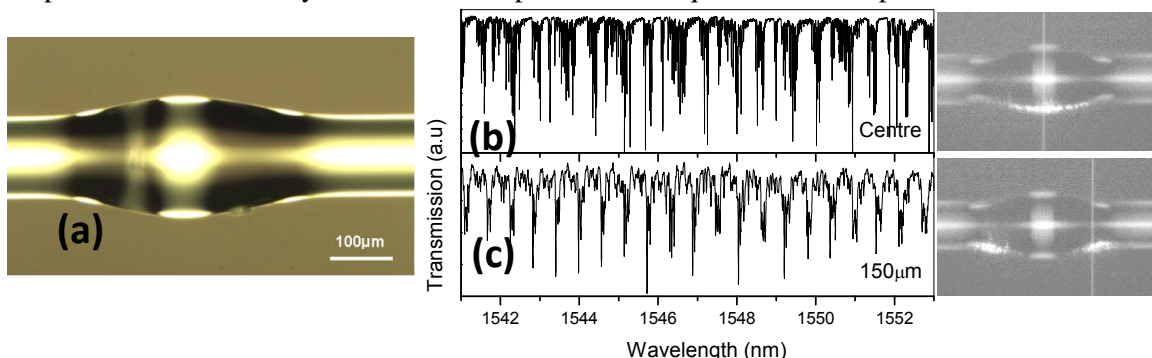 (a)
100µm
Transmission (a.u)
(b)
Centre
(c)
150µm
1542 1544 1546 1548 1550 1552
Wavelength (nm)